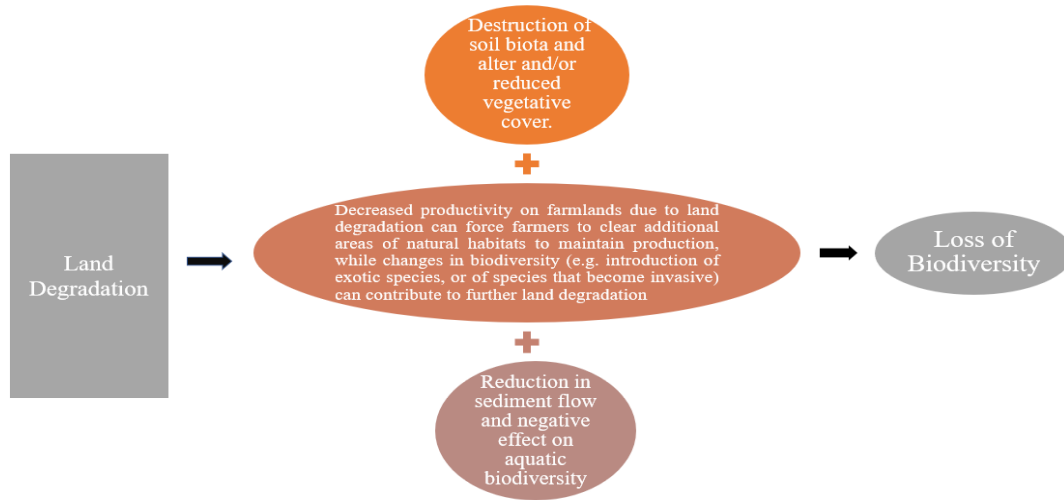 Destruction of
soil biota and
alter and/or
reduced
vegetative
cover.
Land
Degradation
Decreased productivity on farmlands due to land
degradation can force farmers to clear additional
areas of natural habitats to maintain production,
while changes in biodiversity (e.g. introduction of
exotic species, or of species that become invasive)
can contribute to further land degradation
Loss of
Biodiversity
Reduction in
sediment flow
and negative
effect on
aquatic
biodiversity